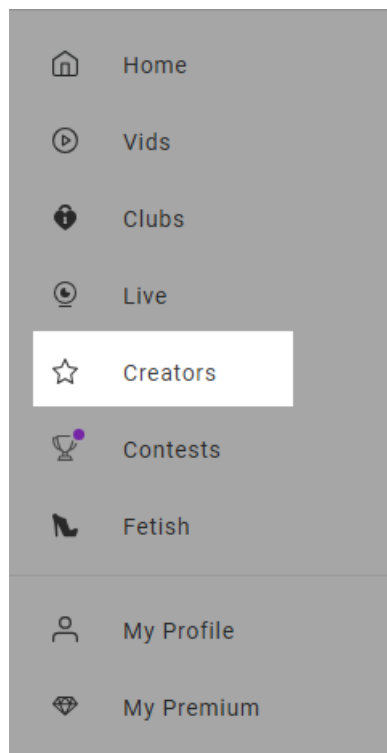 Home
Vids
Clubs
Live
Creators
Contests
Fetish
My Profile
My Premium